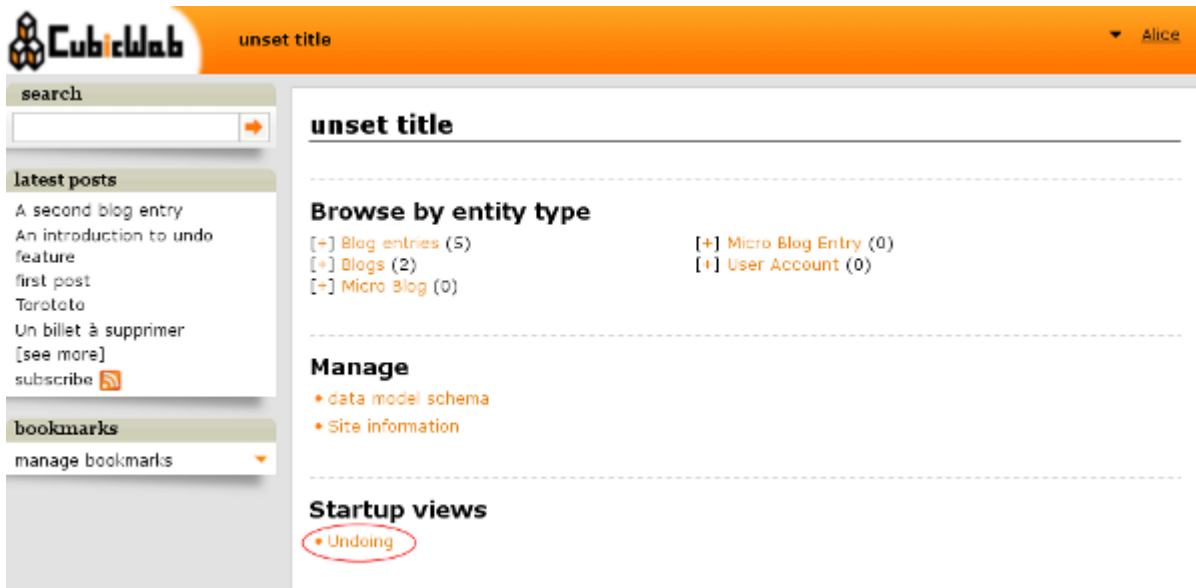 CubicWeb
unset title
Alice
search
latest posts
A second blog entry
An introduction to undo
feature
first post
Tarotato
Un billet à supprimer
[see more]
subscribe
bookmarks
manage bookmarks
unset title
Browse by entity type
[+] Blog entries (5)
[+] Blogs (2)
[+] Micro Blog (0)
[+] Micro Blog Entry (0)
[+] User Account (0)
Manage
• data model schema
• Site information
Startup views
• Undoing